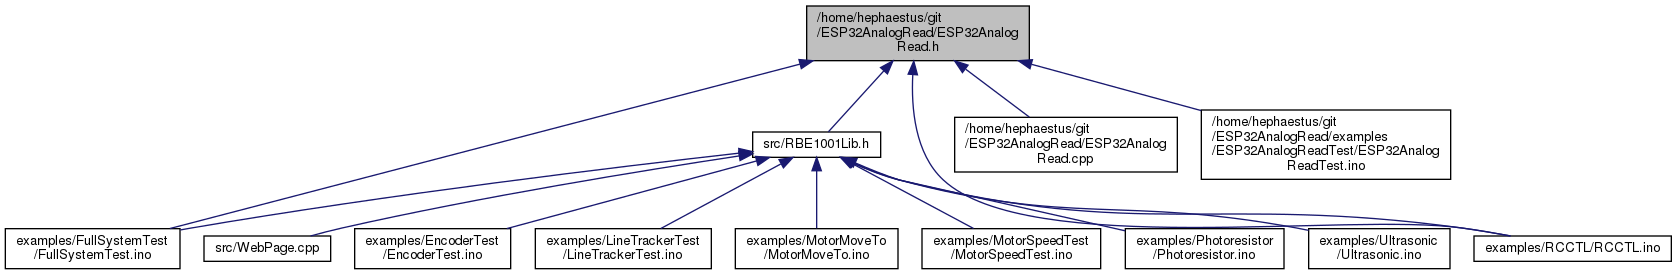 /home/hephaestus/git
/ESP32AnalogRead/ESP32Analog
Read.h
src/RBE1001Lib.h
/home/hephaestus/git
/ESP32AnalogRead/ESP32Analog
Read.cpp
/home/hephaestus/git
/ESP32AnalogRead/examples
/ESP32AnalogReadTest/ESP32Analog
ReadTest.ino
examples/FullSystemTest
/FullSystemTest.ino
src/WebPage.cpp
examples/EncoderTest
/EncoderTest.ino
examples/LineTrackerTest
/LineTrackerTest.ino
examples/MotorMoveTo
/MotorMoveTo.ino
examples/MotorSpeedTest
/MotorSpeedTest.ino
examples/Photoresistor
/Photoresistor.ino
examples/Ultrasonic
/Ultrasonic.ino
examples/RCCTL/RCCTL.ino